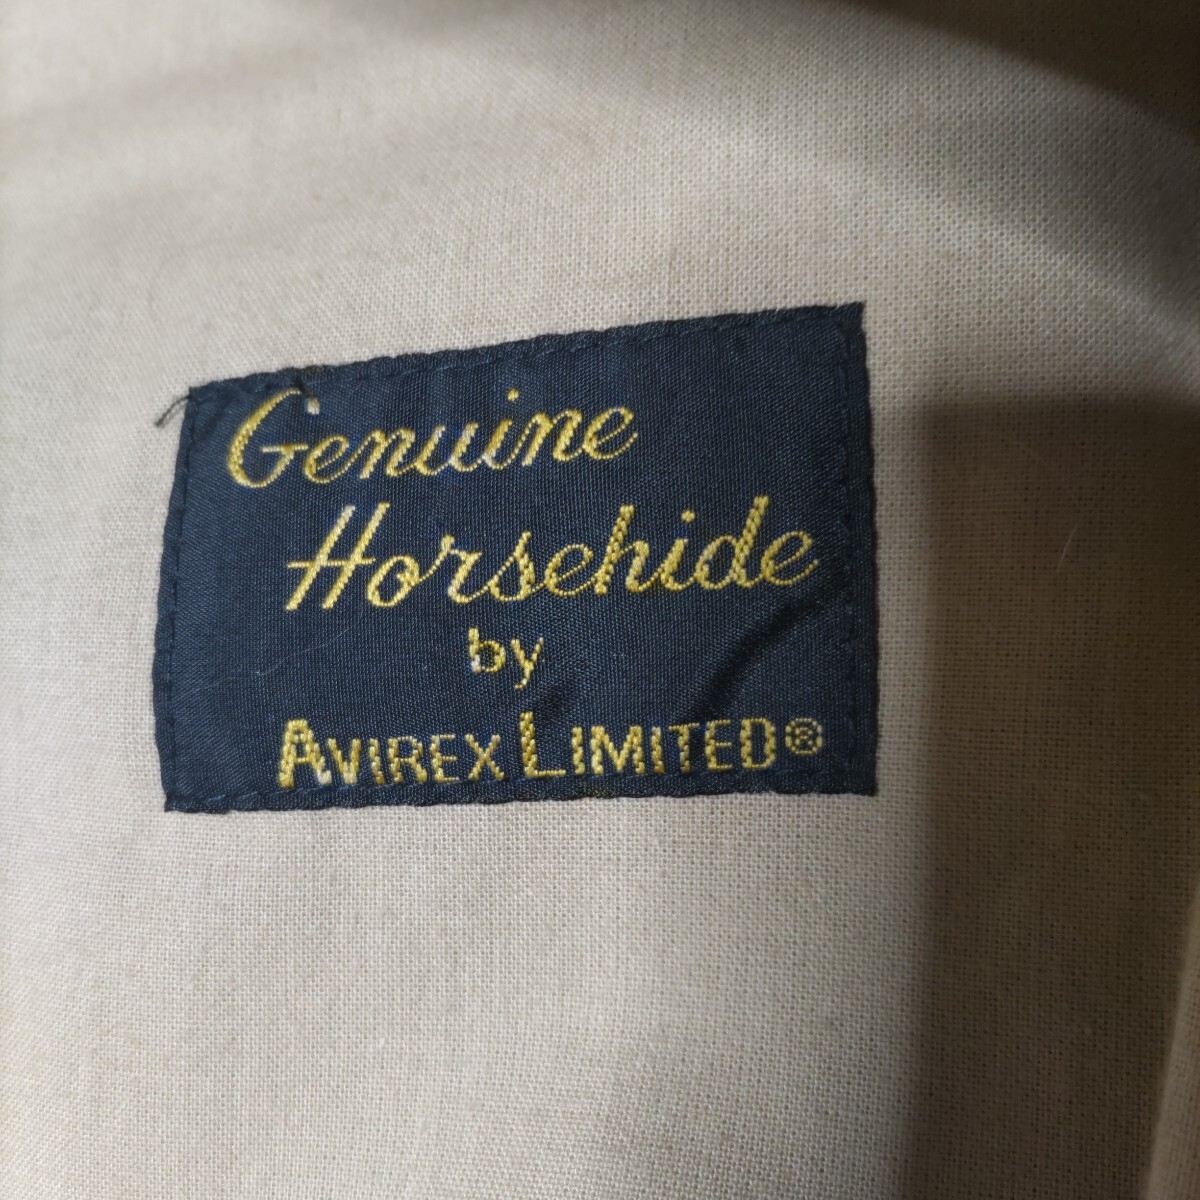 Genuine
Horsehide
by
AVIREX LIMITED®